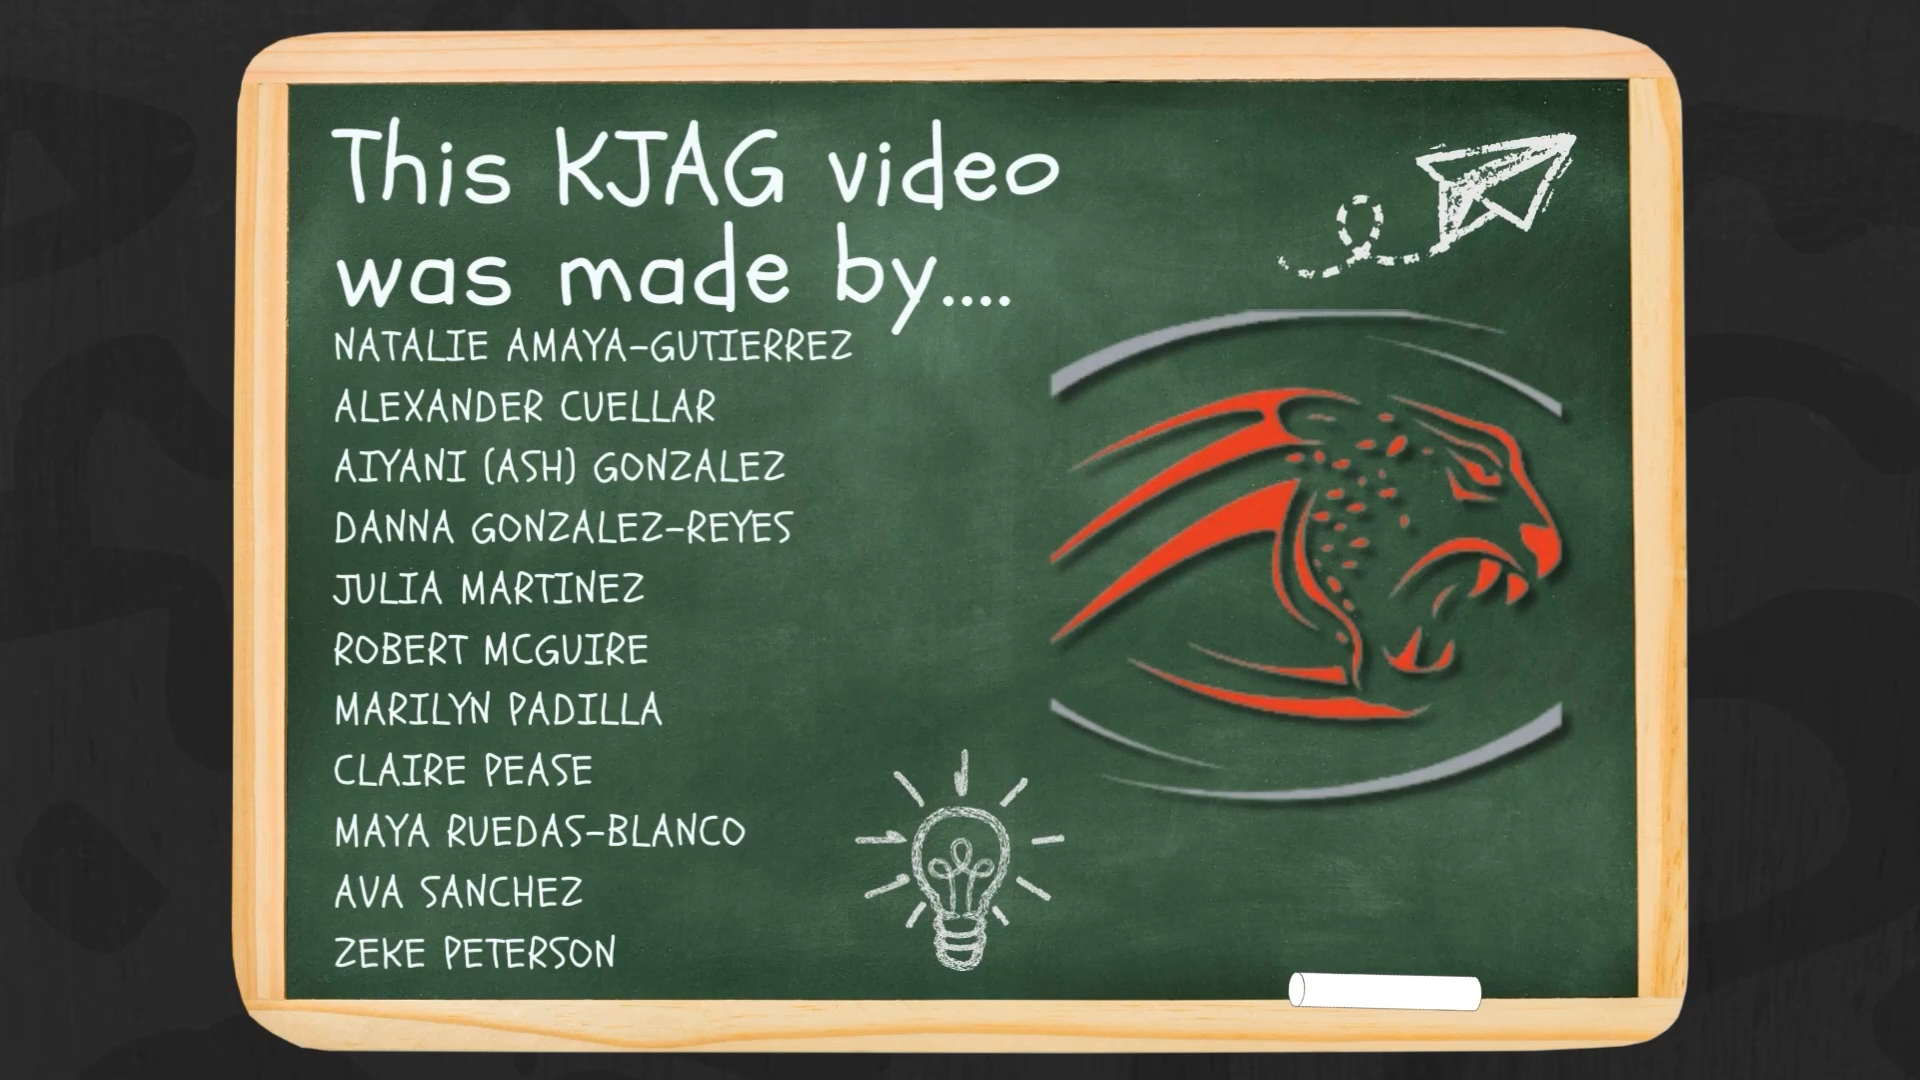 This KJAG video
was made by....
NATALIE AMAYA-GUTIERREZ
ALEXANDER CUELLAR
AIYANI (ASH) GONZALEZ
DANNA GONZALEZ-REYES
JULIA MARTINEZ
ROBERT MCGUIRE
MARILYN PADILLA
CLAIRE PEASE
MAYA RUEDAS-BLANCO
AVA SANCHEZ
ZEKE PETERSON